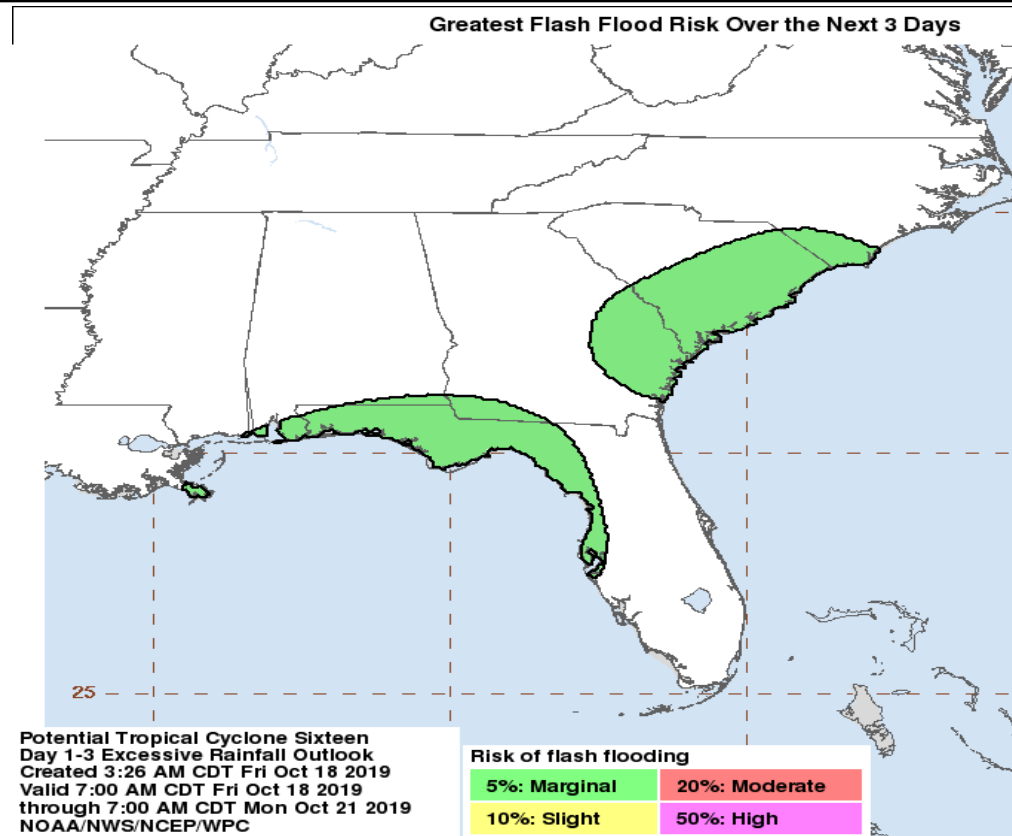 Greatest Flash Flood Risk Over the Next 3 Days
25
Potential Tropical Cyclone Sixteen
Day 1-3 Excessive Rainfall Outlook
Created 3:26 AM CDT Fri Oct 18 2019
Valid 7:00 AM CDT Fri Oct 18 2019
through 7:00 AM CDT Mon Oct 21 2019
NOAA/NWS/NCEP/WPC
Risk of flash flooding
5%: Marginal
20%: Moderate
10%: Slight
50%: High